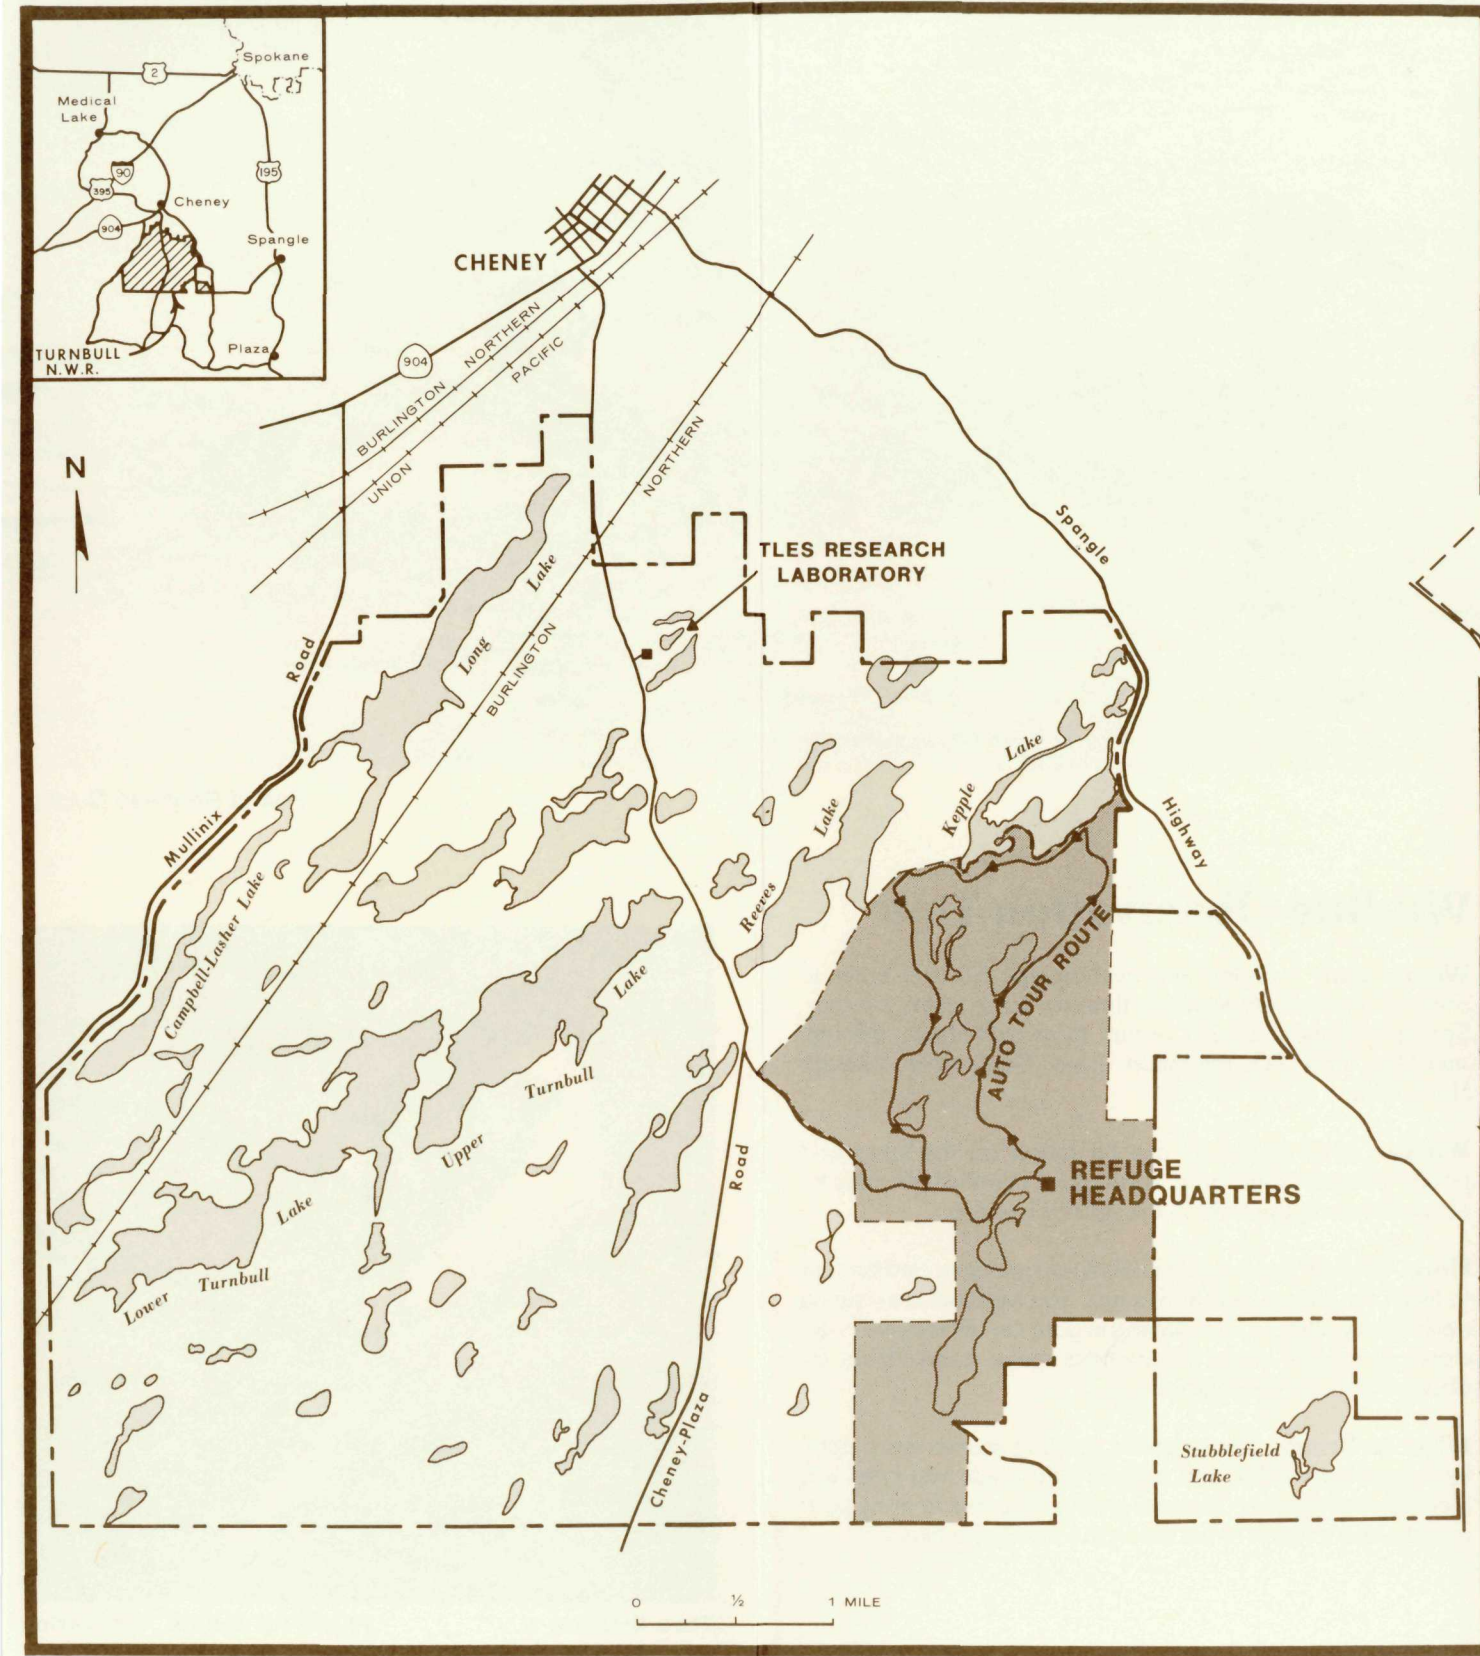 Spokane
2
Medical
Lake
90
195
395
Cheney
904
Spangle
TURNBULL
N.W.R.
Plaza
CHENEY
904
BURLINGTON NORTHERN
UNION PACIFIC
BURLINGTON NORTHERN
N
TLES RESEARCH
LABORATORY
Spangle Highway
Mullinix Road
Long Lake
Kepple Lake
Reeves Lake
Campbell-Lasher Lake
AUTO TOUR ROUTE
Upper Turnbull Lake
Lower Turnbull Lake
REFUGE
HEADQUARTERS
Cheney-Plaza Road
Stubblefield
Lake
0 ½ 1 MILE